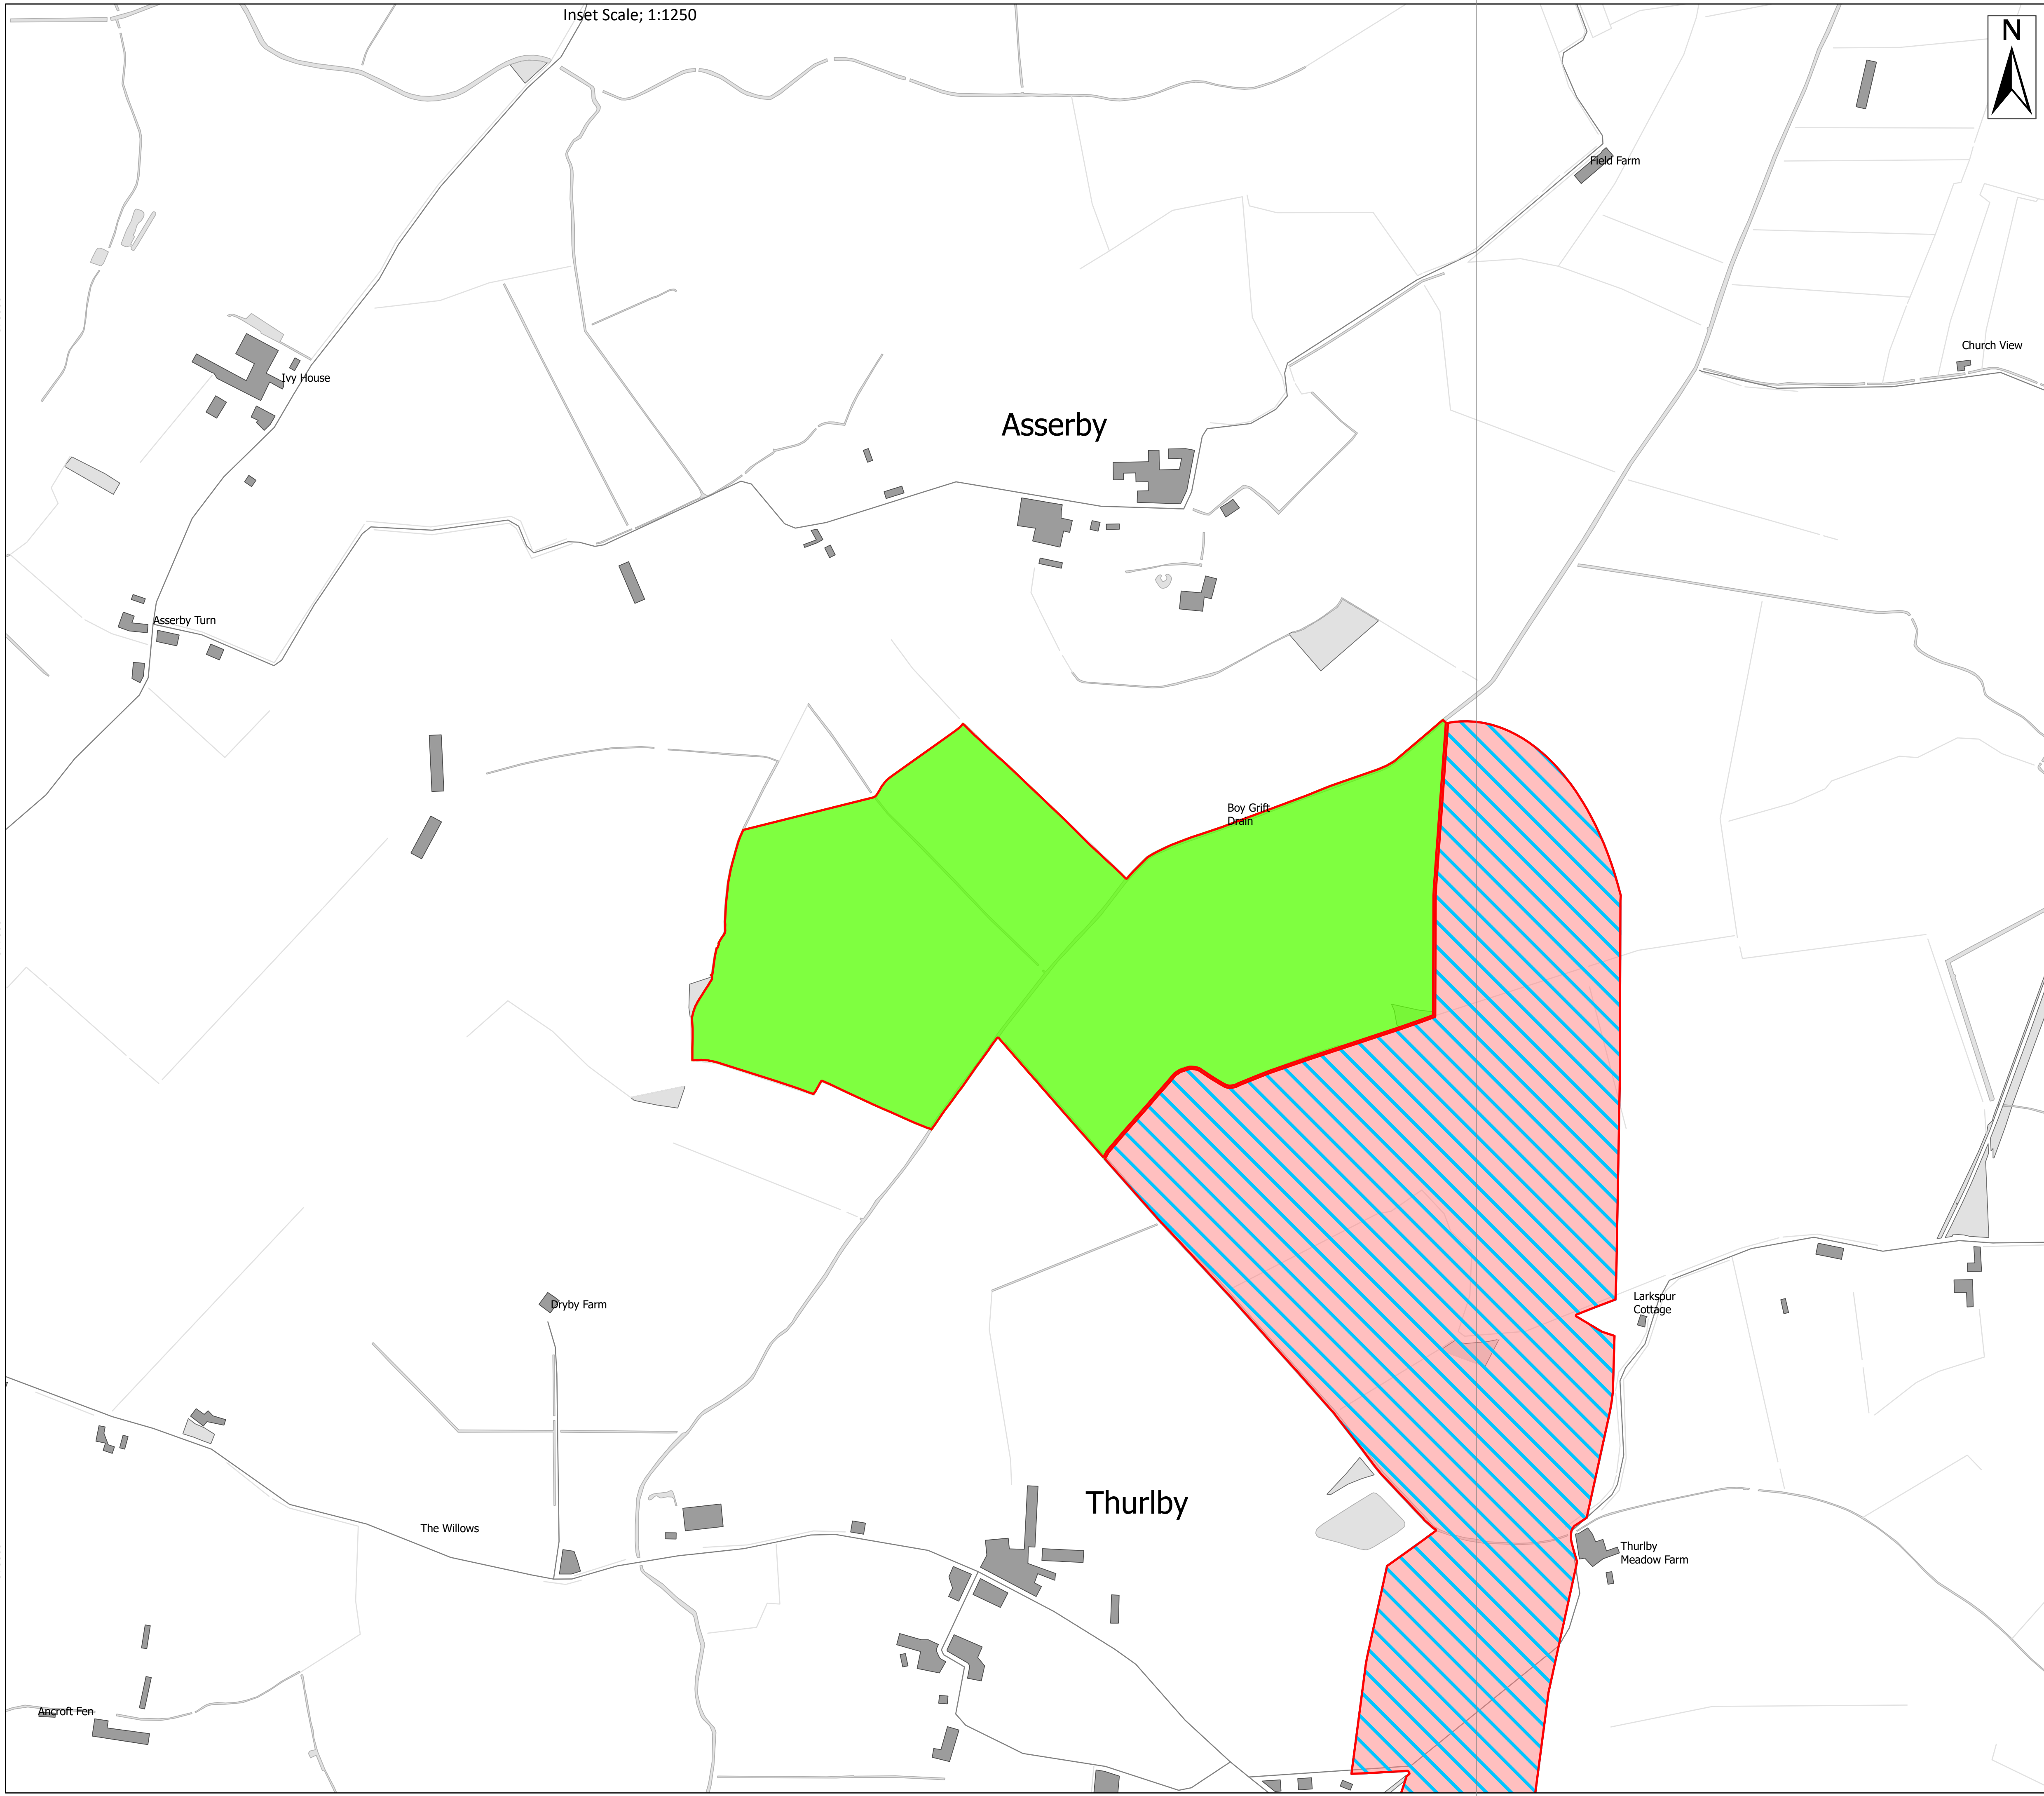 Inset Scale; 1:1250
N
Field Farm
Church View
Ivy House
Asserby
Asserby Turn
Boy Grift
Drain
Larkspur
Cottage
Dryby Farm
Thurlby
The Willows
Thurlby
Meadow Farm
Ancroft Fen